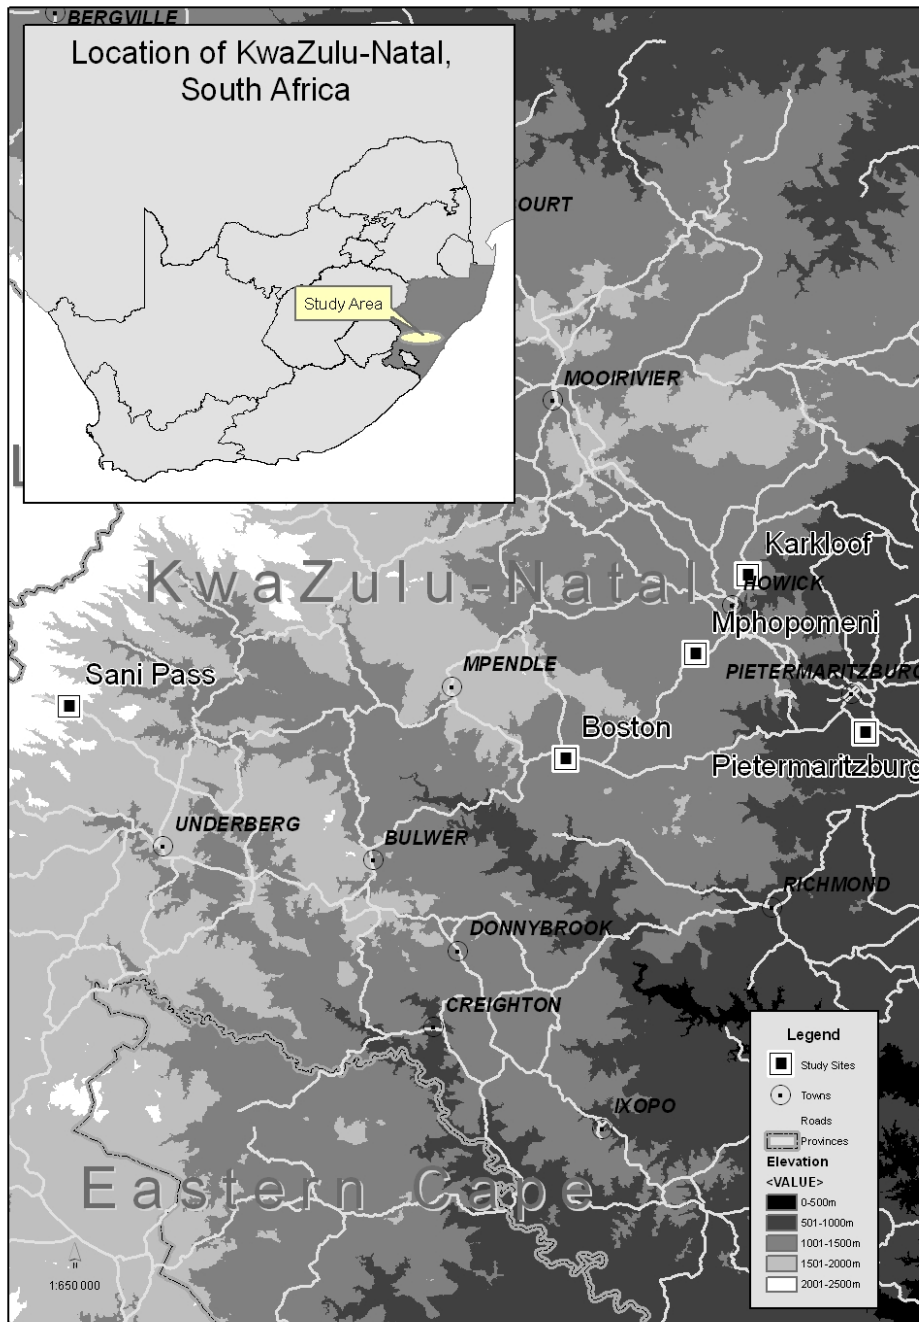 BERGVILLE
Location of KwaZulu-Natal,
South Africa
OURT
Study Area
MOOIRIVIER
L
Karkloof
KwaZulu-Natal
HOWICK
Mphopomeni
MPENDLE
PIETERMARITZBURG
Sani Pass
Boston
Pietermaritzburg
UNDERBERG
BULWER
RICHMOND
DONNYBROOK
CREIGHTON
IXOPO
Eastern Cape
1:650 000
Legend
Study Sites
Towns
Roads
Provinces
Elevation
<VALUE>
0-500m
501-1000m
1001-1500m
1501-2000m
2001-2500m